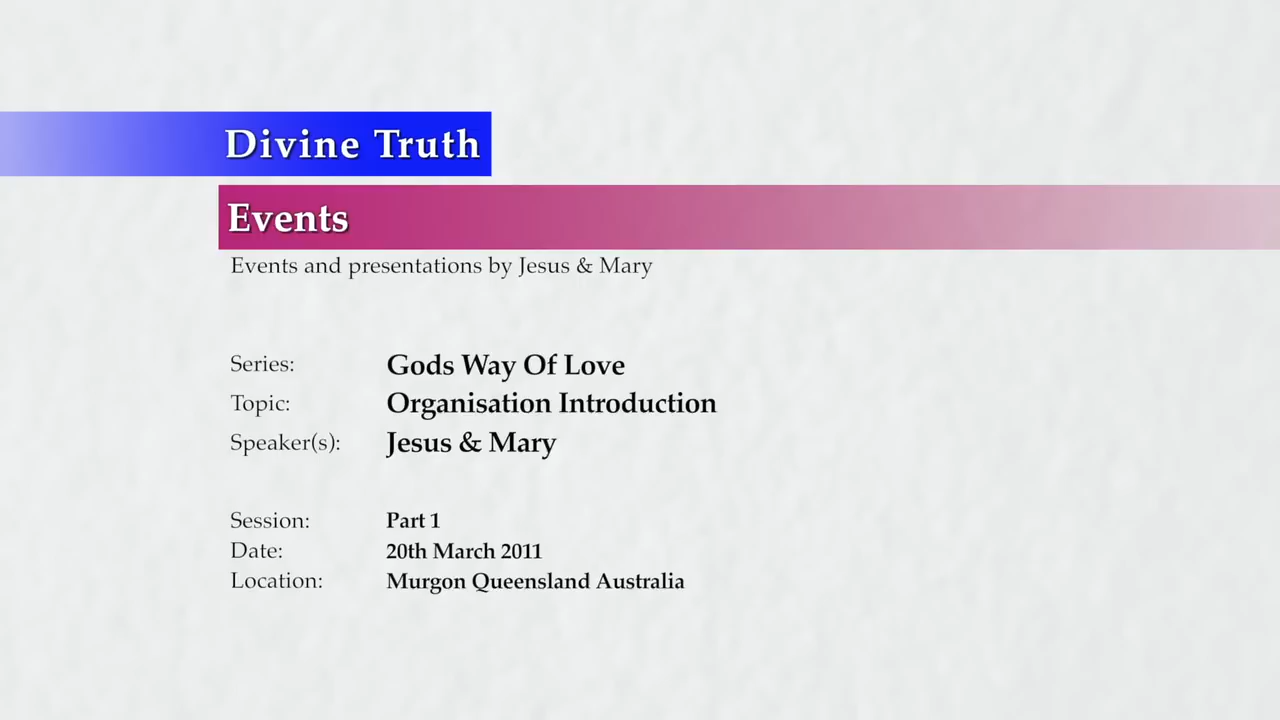 Divine Truth
Events
Events and presentations by Jesus & Mary
Series: Gods Way Of Love
Topic: Organisation Introduction
Speaker(s): Jesus & Mary
Session: Part 1
Date: 20th March 2011
Location: Murgon Queensland Australia